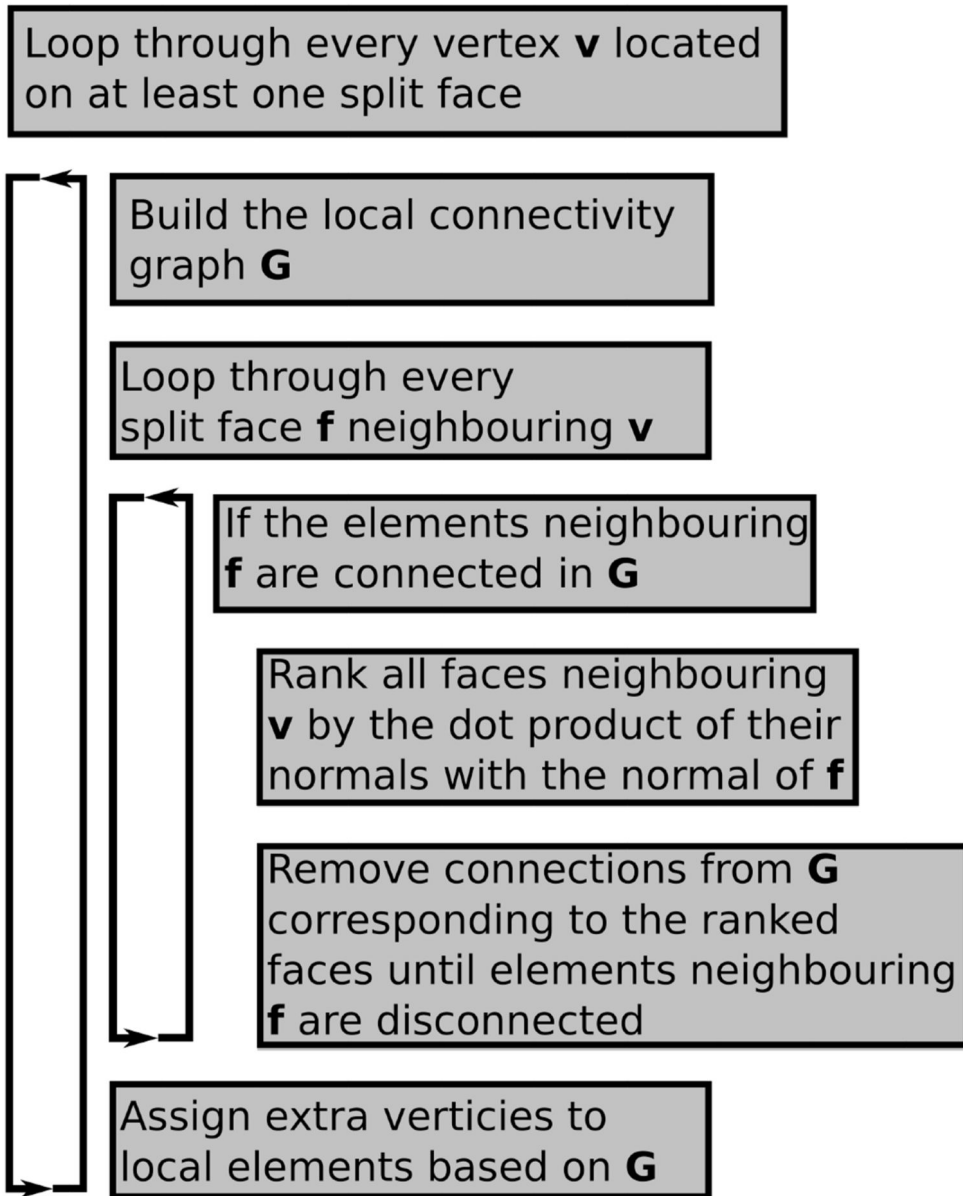 Loop through every vertex v located
on at least one split face
Build the local connectivity
graph G
Loop through every
split face f neighbouring v
If the elements neighbouring
f are connected in G
Rank all faces neighbouring
v by the dot product of their
normals with the normal of f
Remove connections from G
corresponding to the ranked
faces until elements neighbouring
f are disconnected
Assign extra verticies to
local elements based on G